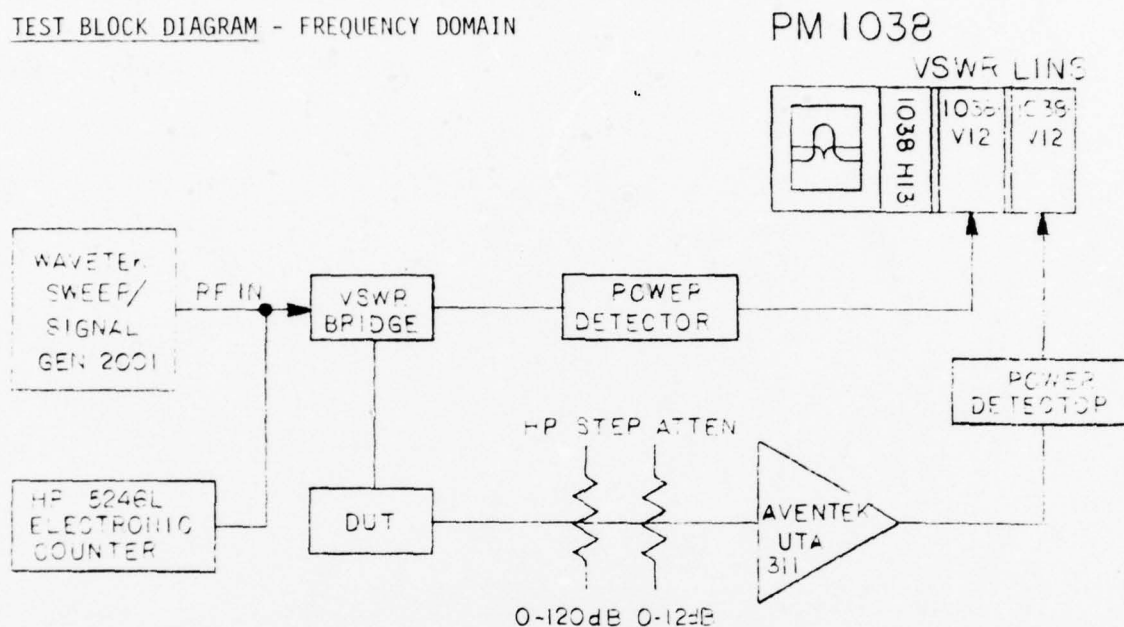 TEST BLOCK DIAGRAM - FREQUENCY DOMAIN
PM 1038
VSWR LINS
1038 H13
1038
V12
1038
V12
WAVETEK
SWEEP/
SIGNAL
GEN 2001
RF IN
VSWR
BRIDGE
POWER
DETECTOR
POWER
DETECTOR
HP STEP ATTEN
HP 5246L
ELECTRONIC
COUNTER
DUT
AVENTEK
UTA
311
0-120dB 0-12dB